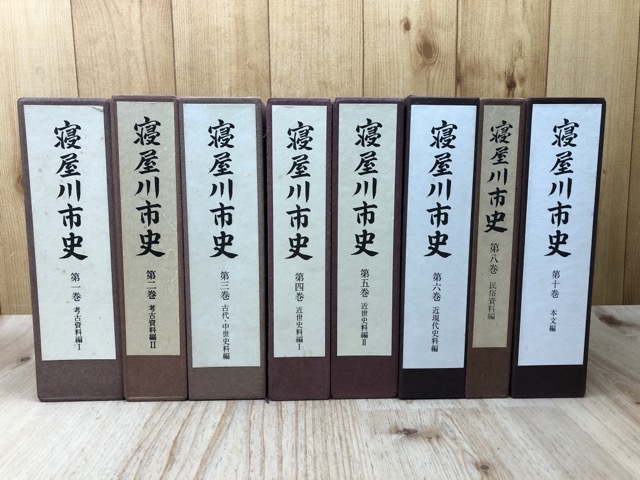 寝屋川市史 第一巻 考古資料編Ⅰ
寝屋川市史 第二巻 考古資料編Ⅱ
寝屋川市史 第三巻 古代・中世史料編
寝屋川市史 第四巻 近世史料編Ⅰ
寝屋川市史 第五巻 近世史料編Ⅱ
寝屋川市史 第六巻 近現代史料編
寝屋川市史 第八巻 民俗資料編
寝屋川市史 第十巻 本文編